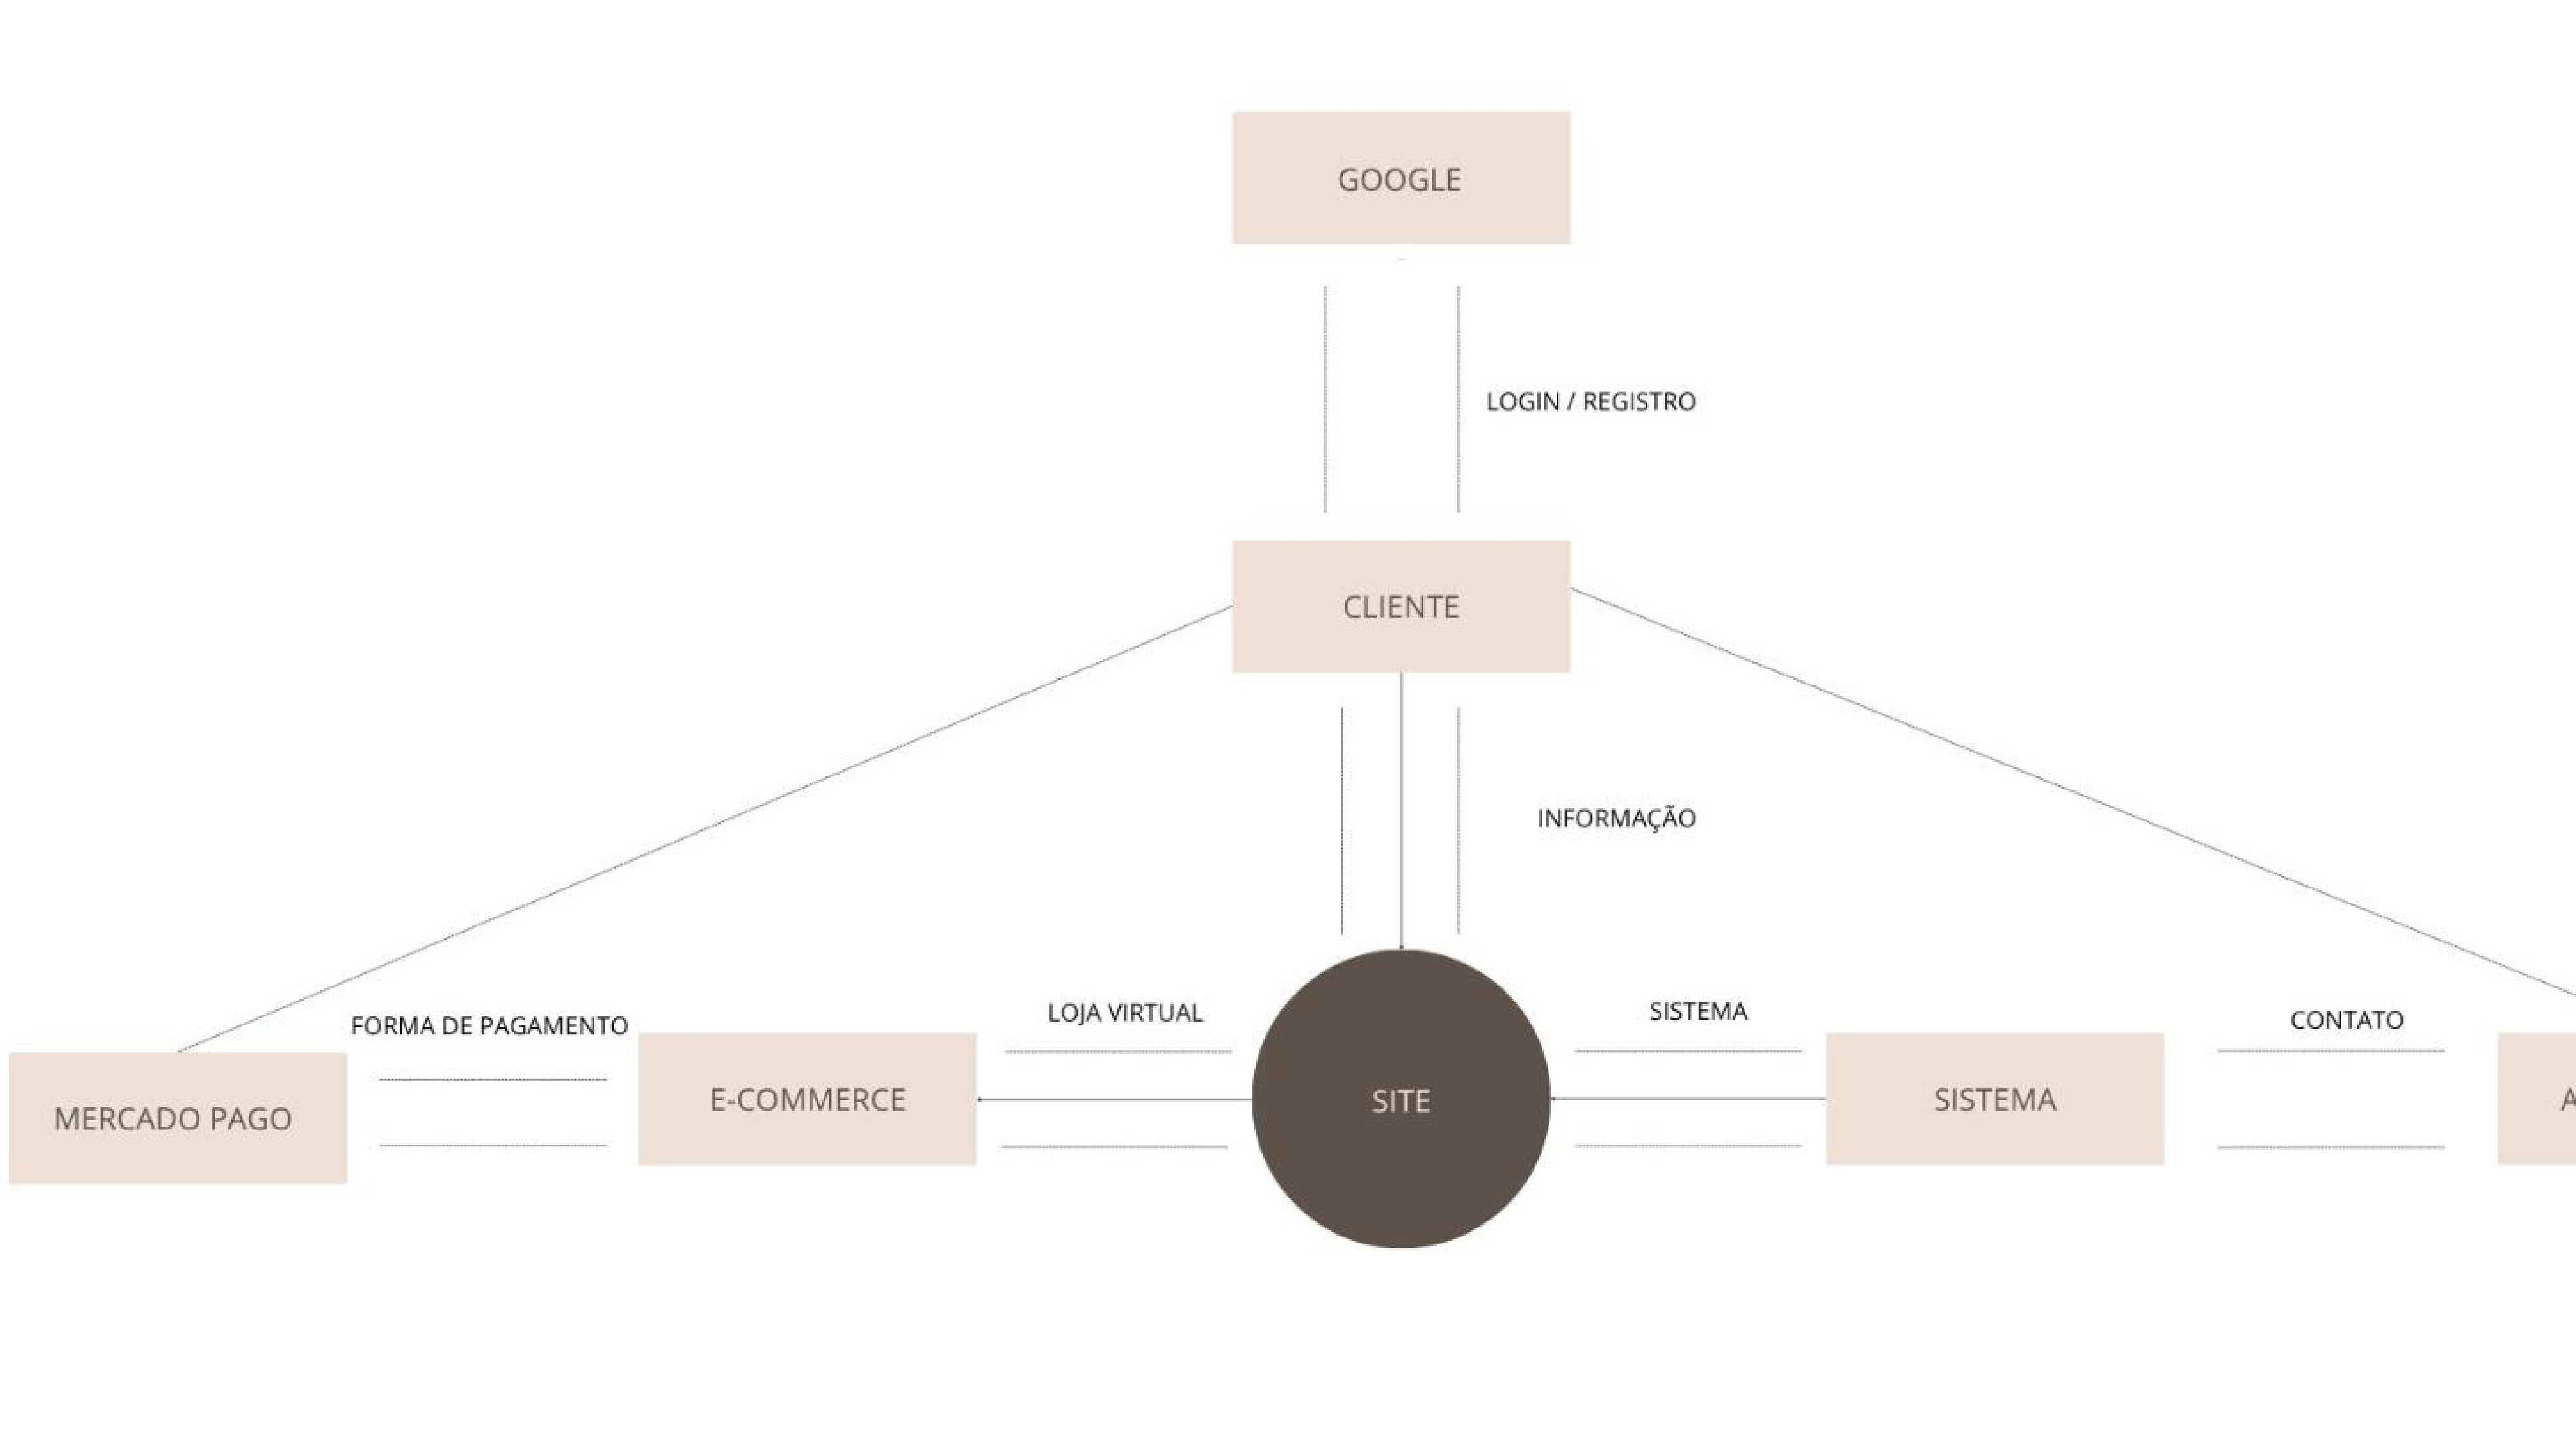 GOOGLE
LOGIN / REGISTRO
CLIENTE
INFORMAÇÃO
FORMA DE PAGAMENTO
LOJA VIRTUAL
SISTEMA
CONTATO
MERCADO PAGO
E-COMMERCE
SITE
SISTEMA